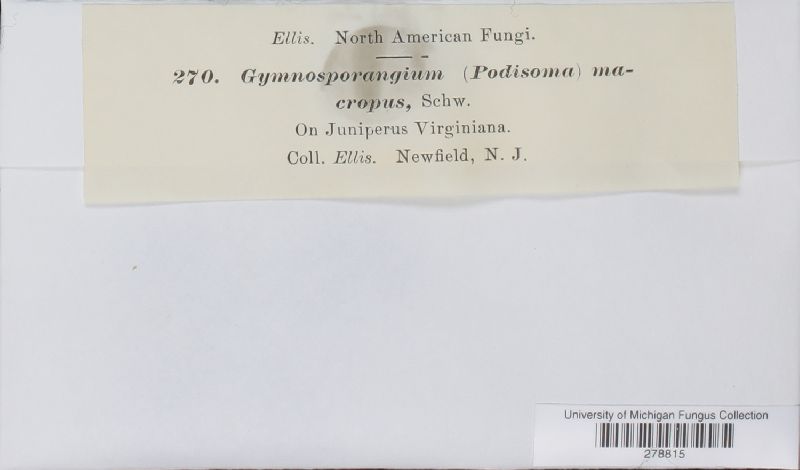 Ellis. North American Fungi.
270. Gymnosporangium (Podisoma) ma-
cropus, Schw.
On Juniperus Virginiana.
Coll. Ellis. Newfield, N. J.
University of Michigan Fungus Collection
278815